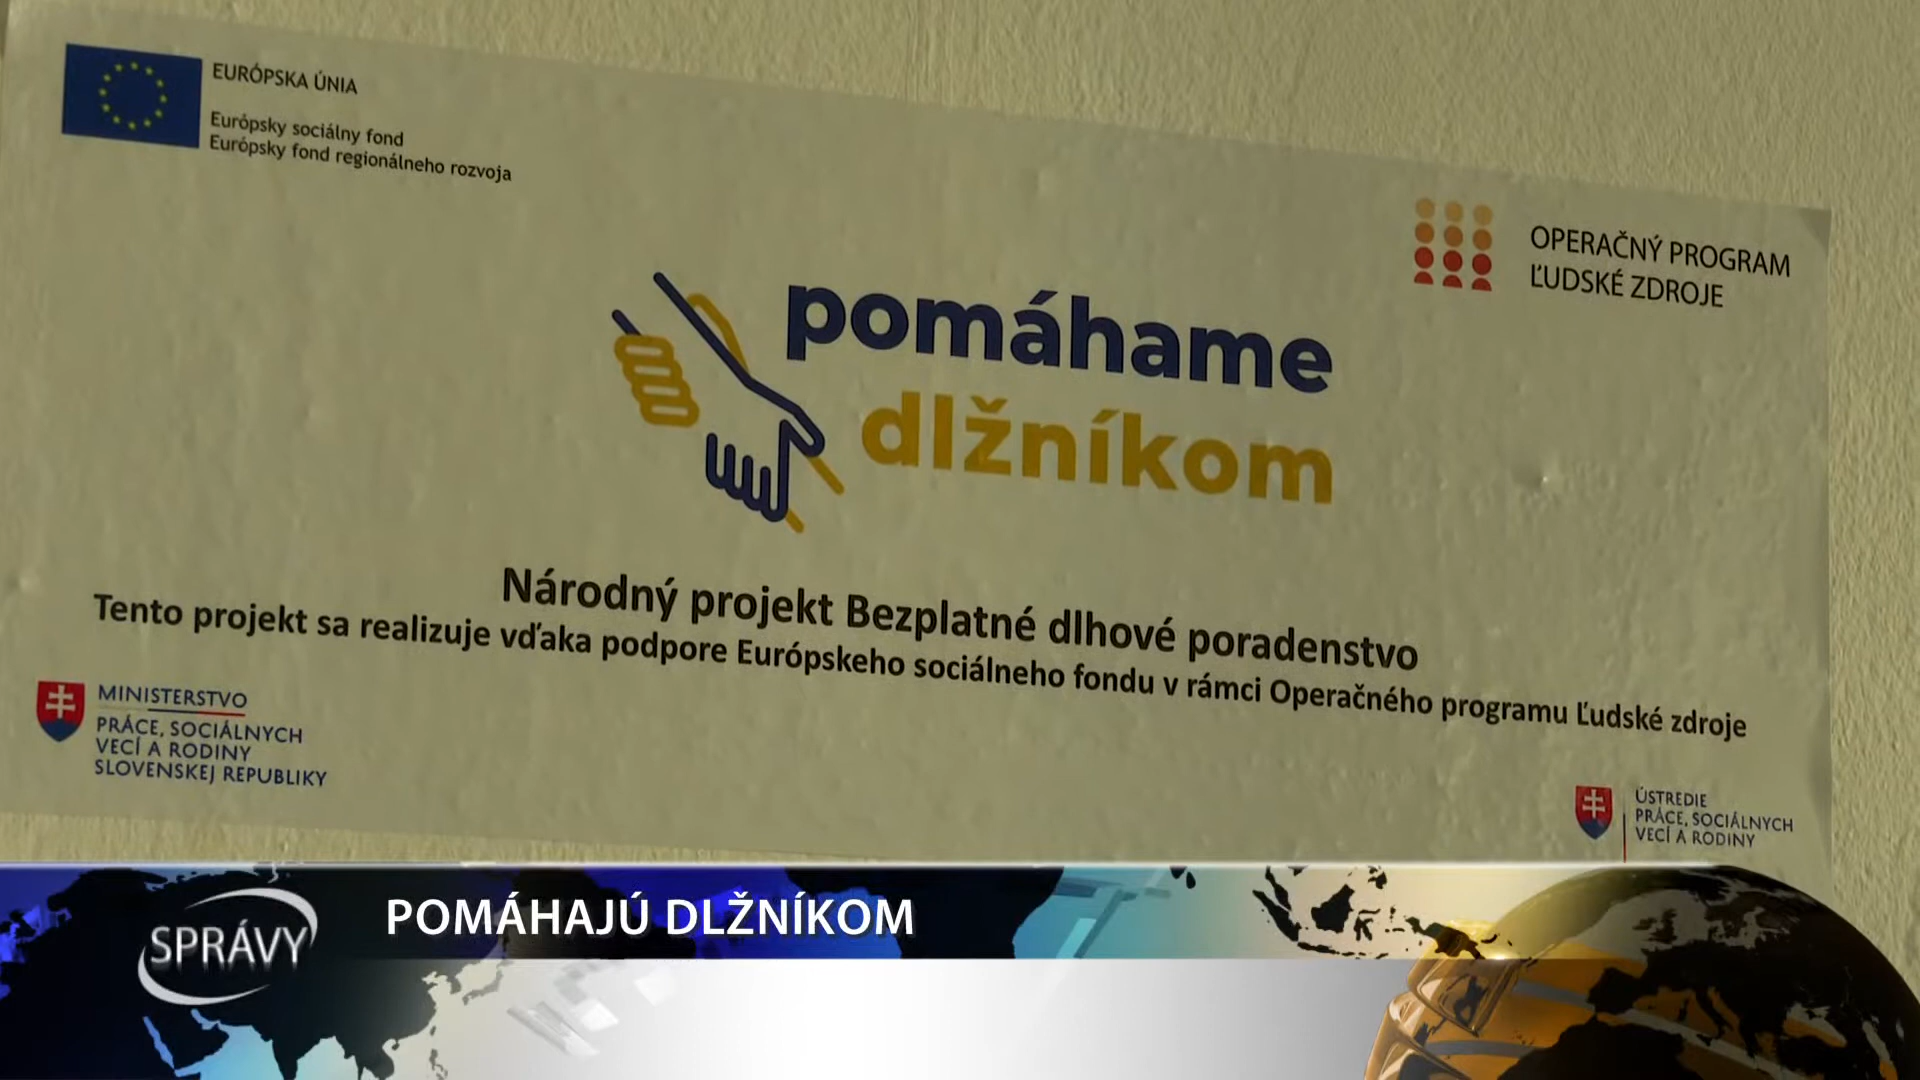 EURÓPSKA ÚNIA
Európsky sociálny fond
Európsky fond regionálneho rozvoja
OPERAČNÝ PROGRAM
ĽUDSKÉ ZDROJE
pomáhame
dlžníkom
Národný projekt Bezplatné dlhové poradenstvo
Tento projekt sa realizuje vďaka podpore Európskeho sociálneho fondu v rámci Operačného programu Ľudské zdroje
MINISTERSTVO
PRÁCE, SOCIÁLNYCH
VECÍ A RODINY
SLOVENSKEJ REPUBLIKY
ÚSTREDIE
PRÁCE, SOCIÁLNYCH
VECÍ A RODINY
SPRÁVY
POMÁHAJÚ DLŽNÍKOM